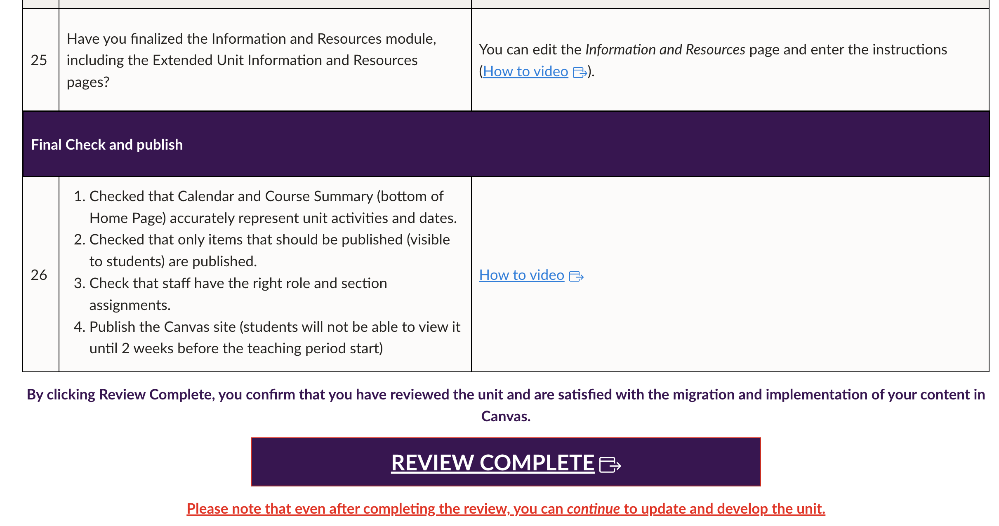 25
Have you finalized the Information and Resources module,
including the Extended Unit Information and Resources
pages?
You can edit the Information and Resources page and enter the instructions
(How to video).
Final Check and publish
26
1. Checked that Calendar and Course Summary (bottom of
Home Page) accurately represent unit activities and dates.
2. Checked that only items that should be published (visible
to students) are published.
3. Check that staff have the right role and section
assignments.
4. Publish the Canvas site (students will not be able to view it
until 2 weeks before the teaching period start)
How to video
By clicking Review Complete, you confirm that you have reviewed the unit and are satisfied with the migration and implementation of your content in
Canvas.
REVIEW COMPLETE
Please note that even after completing the review, you can continue to update and develop the unit.